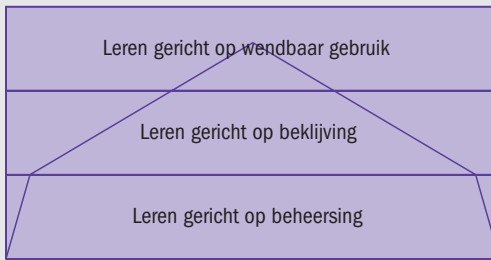 Leren gericht op wendbaar gebruik
Leren gericht op beklijving
Leren gericht op beheersing